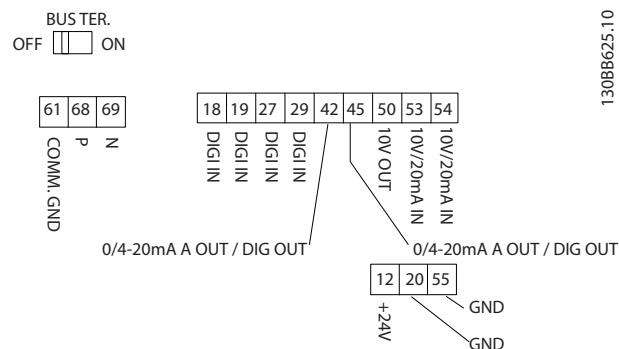 BUS TER.
OFF ON
130BB625.10
61 68 69
COMM. GND
P
N
18 19 27 29 42 45 50 53 54
DIGI IN
DIGI IN
DIGI IN
DIGI IN
10V OUT
10V/20mA IN
10V/20mA IN
0/4-20mA A OUT / DIG OUT
0/4-20mA A OUT / DIG OUT
12 20 55
+24V
GND
GND